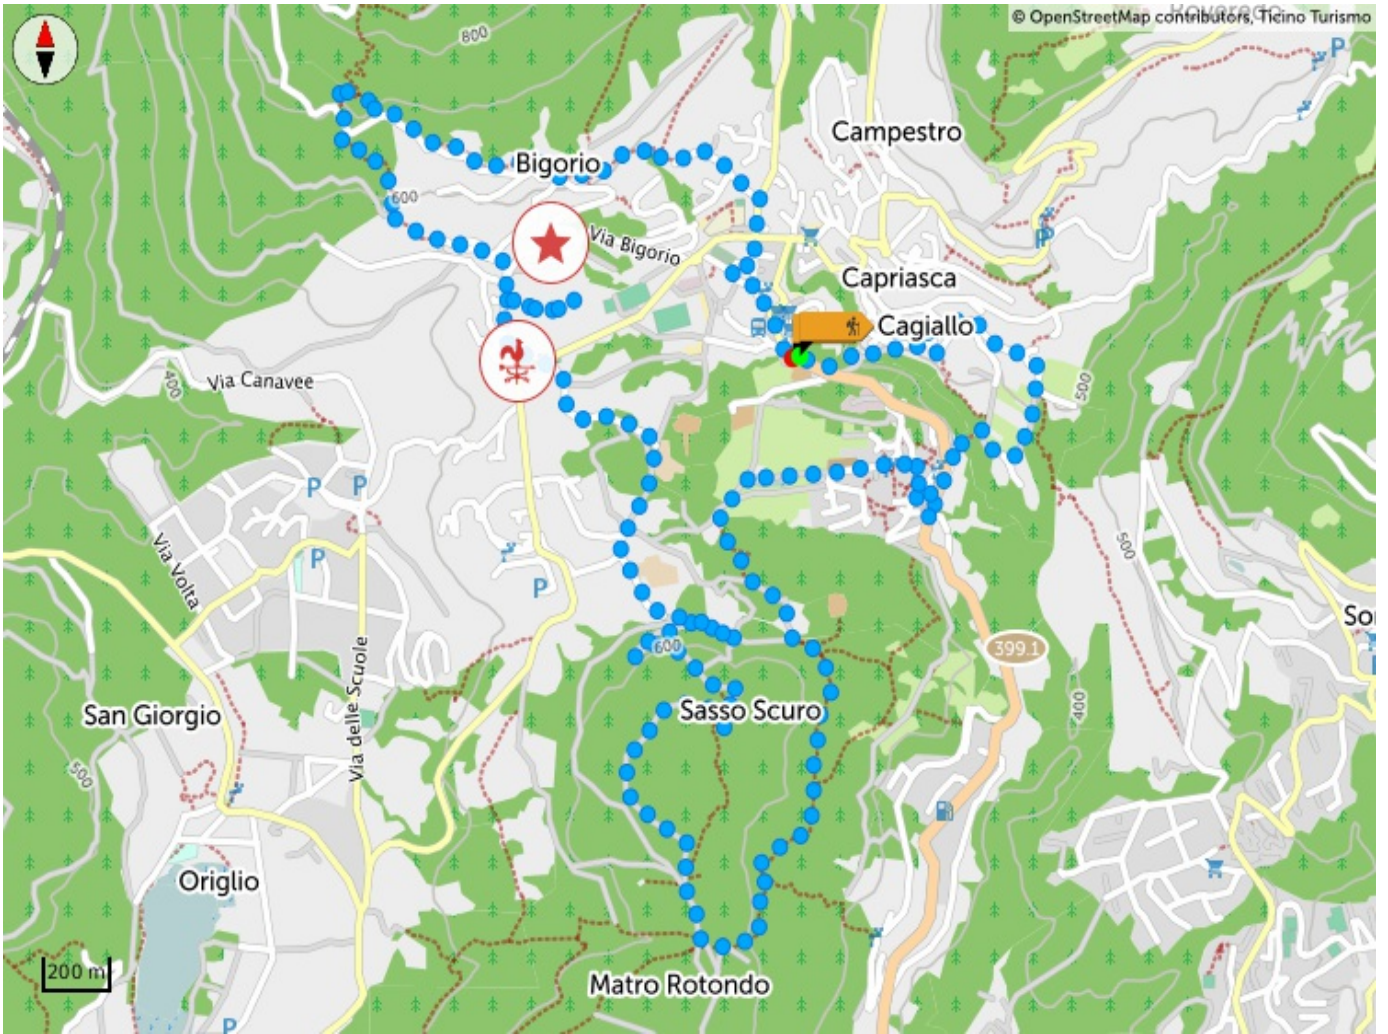 Roveredo
© OpenStreetMap contributors, Ticino Turismo
800
P
Campestro
Bigorio
600
P
P
Via Bigorio
Capriasca
Cagiallo
Via Canavee
400
500
P
P
500
P
Via Volta
P
600
399.1
San Giorgio
Via delle Scuole
Sasso Scuro
400
500
Origlio
200 m
Matro Rotondo
P